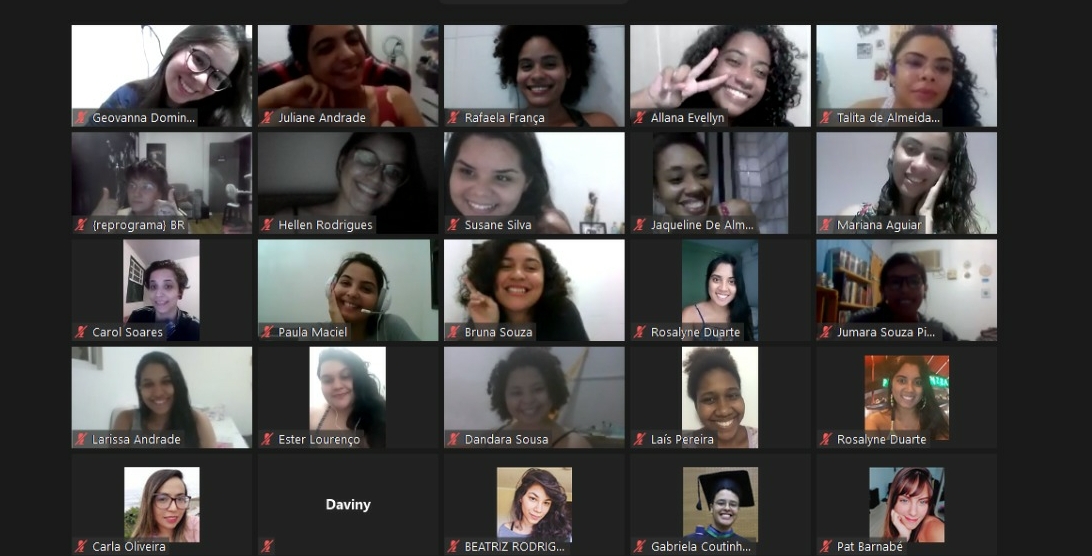 Geovanna Domin...
Juliane Andrade
Rafaela França
Allana Evellyn
Talita de Almeida...
{reprograma} BR
Hellen Rodrigues
Susane Silva
Jaqueline De Alm...
Mariana Aguiar
Carol Soares
Paula Maciel
Bruna Souza
Rosalyne Duarte
Jumara Souza Pi...
Larissa Andrade
Ester Lourenço
Dandara Sousa
Laís Pereira
Rosalyne Duarte
Carla Oliveira
Daviny
BEATRIZ RODRIG...
Gabriela Coutinh...
Pat Barnabé